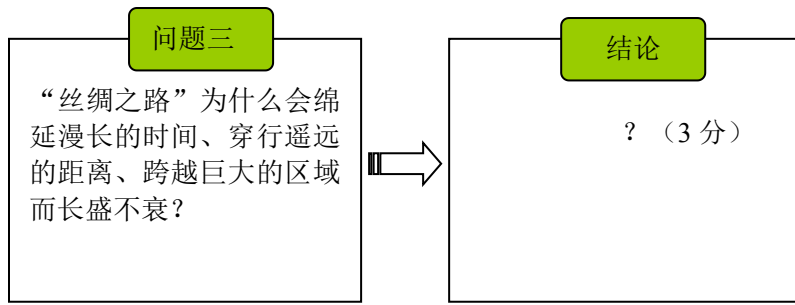 问题三
“丝绸之路”为什么会绵
延漫长的时间、穿行遥远
的距离、跨越巨大的区域
而长盛不衰？
结论
？（3 分）